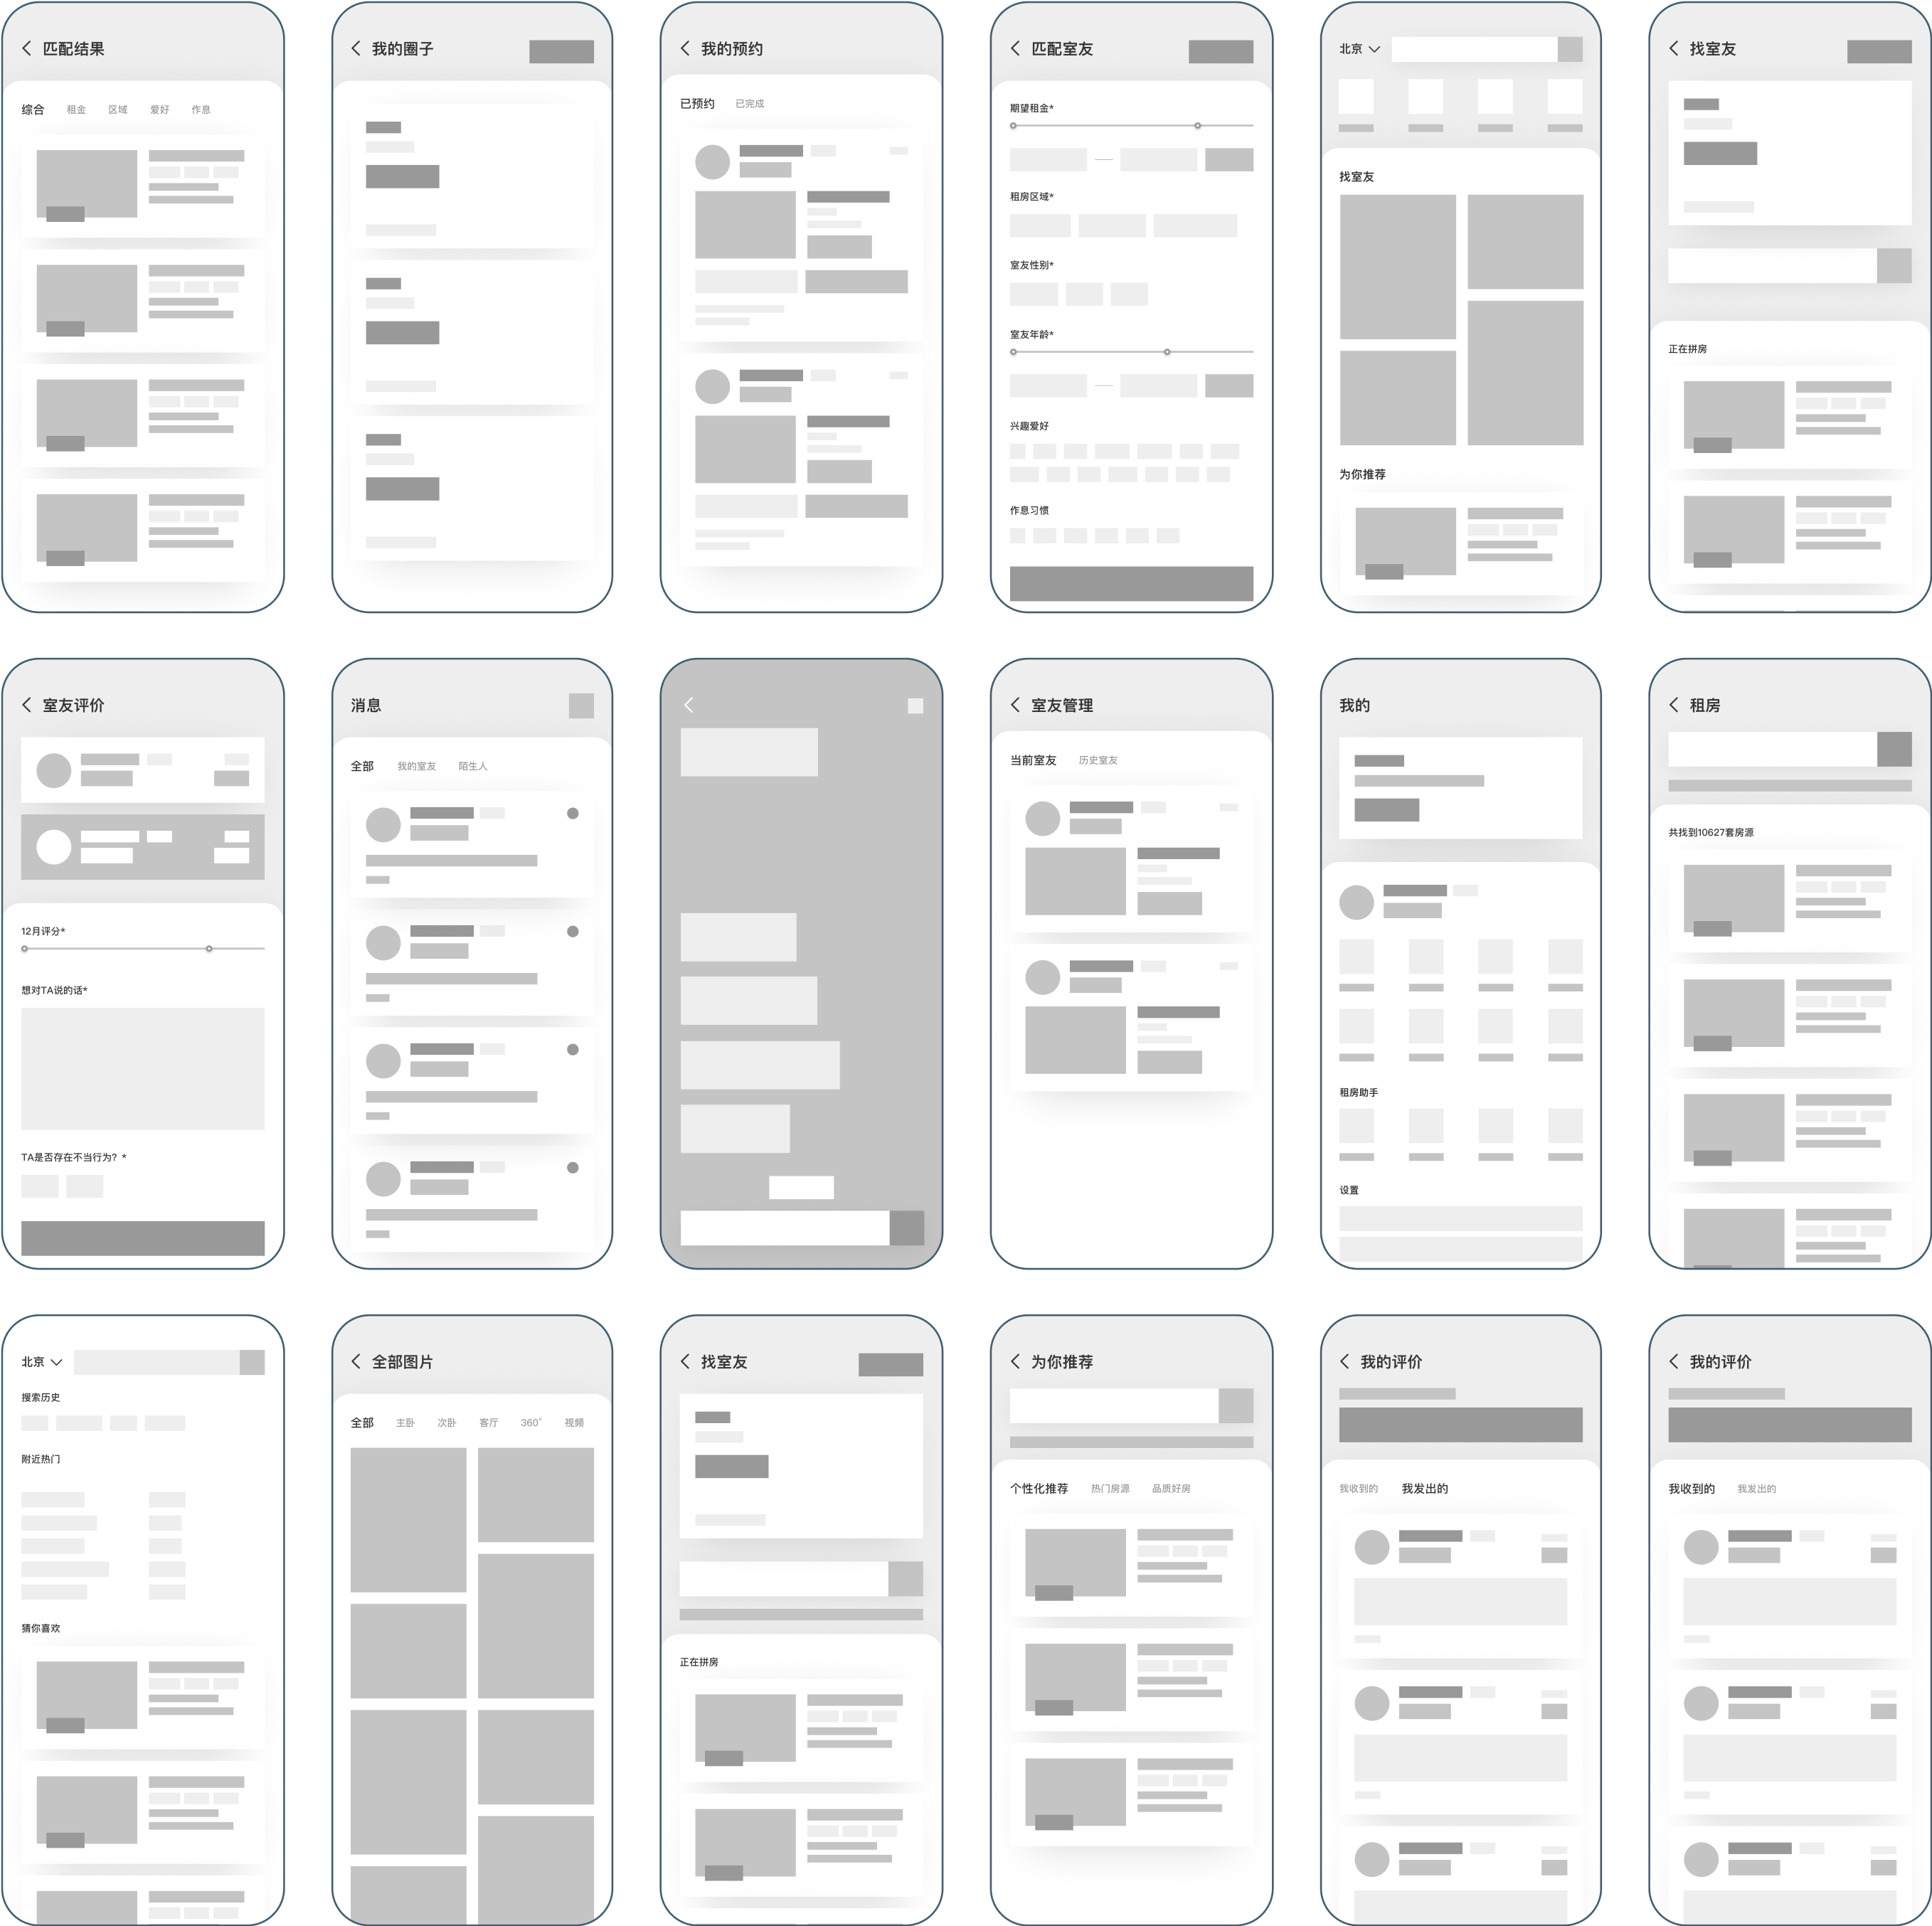 匹配结果
综合 租金 区域 爱好 作息
我的圈子
我的预约
已预约 已完成
匹配室友
期望租金*
租房区域*
室友性别*
室友年龄*
兴趣爱好
作息习惯
北京
找室友
为你推荐
找室友
正在拼房
室友评价
12月评分*
想对TA说的话*
TA是否存在不当行为？*
消息
全部 我的室友 陌生人
室友管理
当前室友 历史室友
我的
租房助手
设置
租房
共找到10627套房源
北京
搜索历史
附近热门
猜你喜欢
全部图片
全部 主卧 次卧 客厅 360° 视频
找室友
正在拼房
为你推荐
个性化推荐 热门房源 品质好房
我的评价
我收到的 我发出的
我的评价
我收到的 我发出的